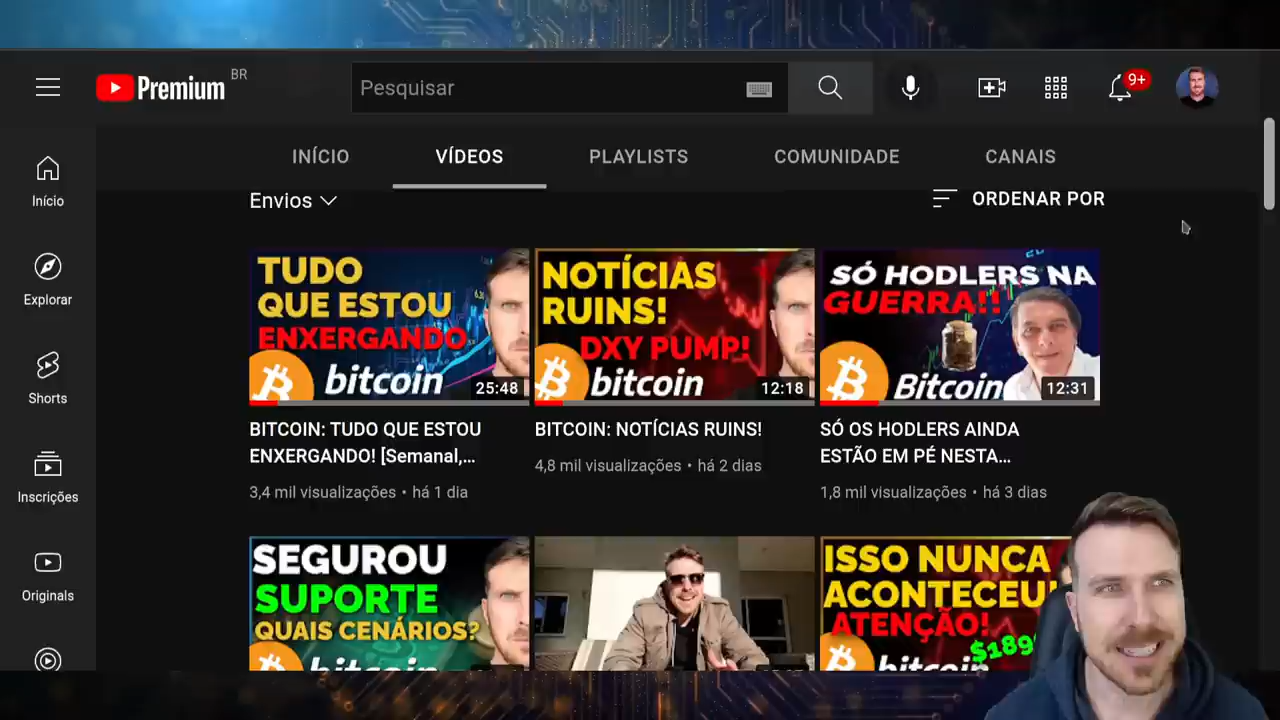 Premium BR
Pesquisar
9+
INÍCIO VÍDEOS PLAYLISTS COMUNIDADE CANAIS
Envios
ORDENAR POR
Início
Explorar
Shorts
Inscrições
Originals
TUDO
QUE ESTOU
ENXERGANDO
bitcoin
25:48
NOTÍCIAS
RUINS!
DXY PUMP!
bitcoin
12:18
SÓ HODLERS NA
GUERRA!!
Bitcoin
12:31
BITCOIN: TUDO QUE ESTOU
ENXERGANDO! [Semanal,...
3,4 mil visualizações • há 1 dia
BITCOIN: NOTÍCIAS RUINS!
4,8 mil visualizações • há 2 dias
SÓ OS HODLERS AINDA
ESTÃO EM PÉ NESTA...
1,8 mil visualizações • há 3 dias
SEGUROU
SUPORTE
QUAIS CENÁRIOS?
bitcoin
ISSO NUNCA
ACONTECEU!
ATENÇÃO!
$189
bitcoin